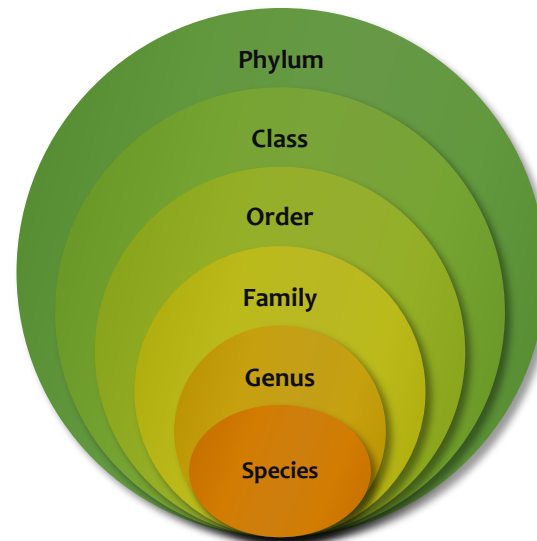 Phylum
Class
Order
Family
Genus
Species